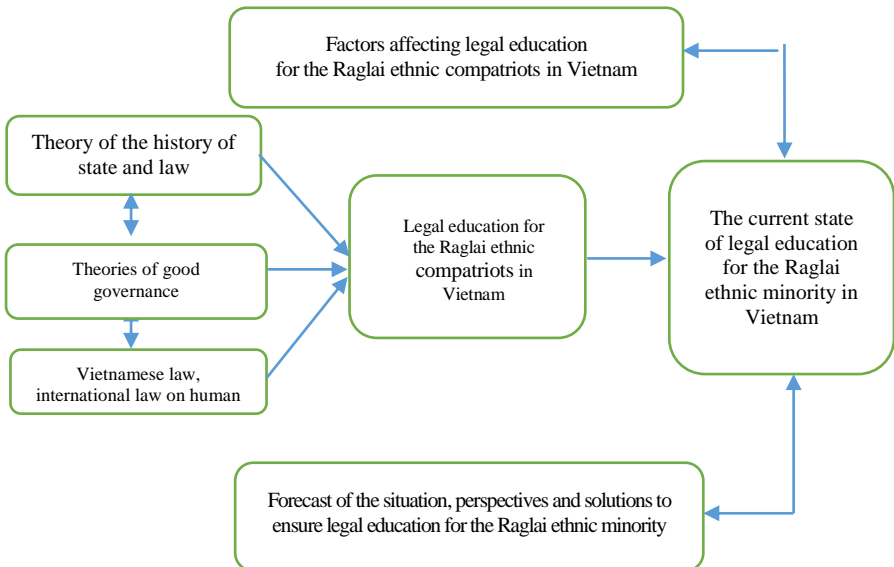 Factors affecting legal education
for the Raglai ethnic compatriots in Vietnam
Theory of the history of
state and law
Theories of good
governance
Vietnamese law,
international law on human
Legal education for
the Raglai ethnic
compatriots in
Vietnam
The current state
of legal education
for the Raglai
ethnic minority in
Vietnam
Forecast of the situation, perspectives and solutions to
ensure legal education for the Raglai ethnic minority